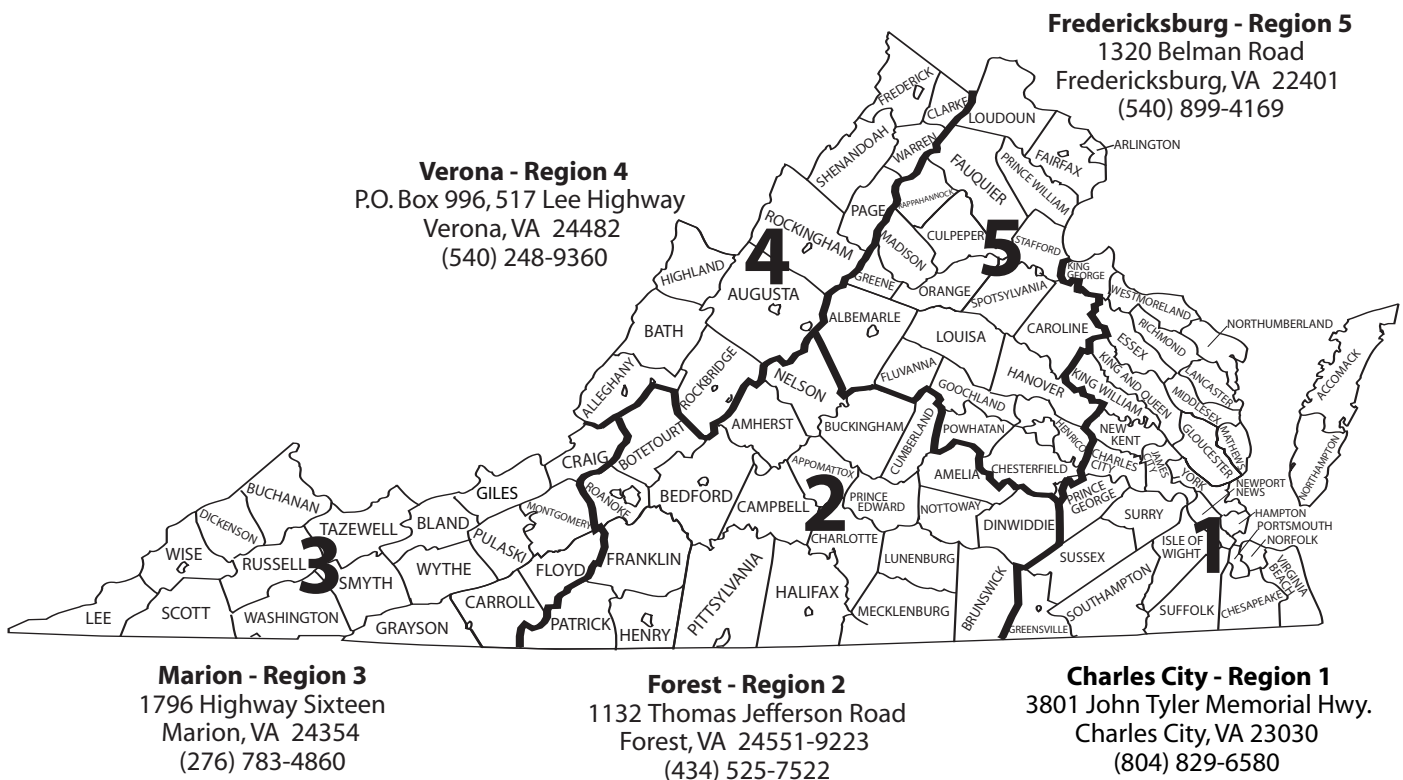 Fredericksburg - Region 5
1320 Belman Road
Fredericksburg, VA 22401
(540) 899-4169
Verona - Region 4
P.O. Box 996, 517 Lee Highway
Verona, VA 24482
(540) 248-9360
FREDERICK
CLARKE
LOUDOUN
SHENANDOAH
WARREN
FAUQUIER
FAIRFAX
ARLINGTON
PRINCE WILLIAM
PAGE
RAPPAHANNOCK
ROCKINGHAM
4
MADISON
CULPEPER
5
STAFFORD
HIGHLAND
AUGUSTA
GREENE
ORANGE
SPOTSYLVANIA
KING
GEORGE
WESTMORELAND
BATH
ALBEMARLE
LOUISA
CAROLINE
RICHMOND
NORTHUMBERLAND
ESSEX
ALLEGHANY
ROCKBRIDGE
NELSON
FLUVANNA
GOOCHLAND
HANOVER
KING AND QUEEN
KING WILLIAM
LANCASTER
MIDDLESEX
ACCOMACK
CRAIG
BOTETOURT
AMHERST
BUCKINGHAM
CUMBERLAND
POWHATAN
HENRICO
NEW
KENT
GLOUCESTER
MATHEWS
APPOMATTOX
AMELIA
CHESTERFIELD
CHARLES
CITY
JAMES
CITY
YORK
NORTHAMPTON
BUCHANAN
GILES
ROANOKE
BEDFORD
CAMPBELL
2
PRINCE
EDWARD
NOTTOWAY
PRINCE
GEORGE
NEWPORT
NEWS
DICKENSON
TAZEWELL
BLAND
MONTGOMERY
DINWIDDIE
SURRY
HAMPTON
PORTSMOUTH
NORFOLK
WISE
RUSSELL
3
SMYTH
WYTHE
PULASKI
FLOYD
FRANKLIN
CHARLOTTE
LUNENBURG
SUSSEX
ISLE OF
WIGHT
1
VIRGINIA
BEACH
LEE
SCOTT
WASHINGTON
GRAYSON
CARROLL
PATRICK
HENRY
PITTSYLVANIA
HALIFAX
MECKLENBURG
BRUNSWICK
GREENSVILLE
SOUTHAMPTON
SUFFOLK
CHESAPEAKE
Marion - Region 3
1796 Highway Sixteen
Marion, VA 24354
(276) 783-4860
Forest - Region 2
1132 Thomas Jefferson Road
Forest, VA 24551-9223
(434) 525-7522
Charles City - Region 1
3801 John Tyler Memorial Hwy.
Charles City, VA 23030
(804) 829-6580